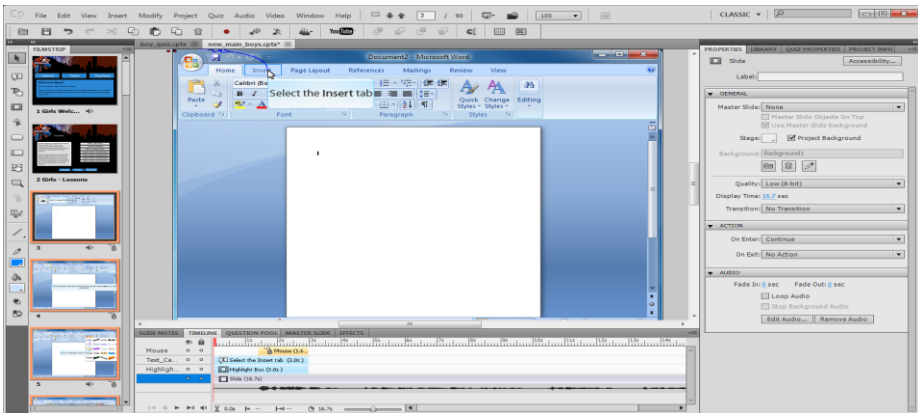 Cp File Edit View Insert Modify Project Quiz Audio Video Window Help 3 / 90 100 CLASSIC
YouTube
boy_quiz.cptx new_main_boys.cptx*
FILMSTRIP
1 Girls Welc...
2 Girls - Lessons
3
4
5
Document2 - Microsoft Word
Home Insert Page Layout References Mailings Review View
Paste
Clipboard
Calibri (Bo
B I
Font
Select the Insert tab
Paragraph
Quick Styles
Change Styles
Styles
Editing
SLIDE NOTES TIMELINE QUESTION POOL MASTER SLIDE EFFECTS
Mouse Mouse (1.6...
Text_Ca... Select the Insert tab (3.0s)
Highligh... Highlight Box (3.0s)
Slide (16.7s)
0.0s 16.7s
PROPERTIES LIBRARY QUIZ PROPERTIES PROJECT INFO
Slide Accessibility...
Label:
GENERAL
Master Slide: None
Master Slide Objects On Top
Use Master Slide Background
Stage: Project Background
Background: Background1
Quality: Low (8-bit)
Display Time: 16.7 sec
Transition: No Transition
ACTION
On Enter: Continue
On Exit: No Action
AUDIO
Fade In: 0 sec Fade Out: 0 sec
Loop Audio
Stop Background Audio
Edit Audio... Remove Audio